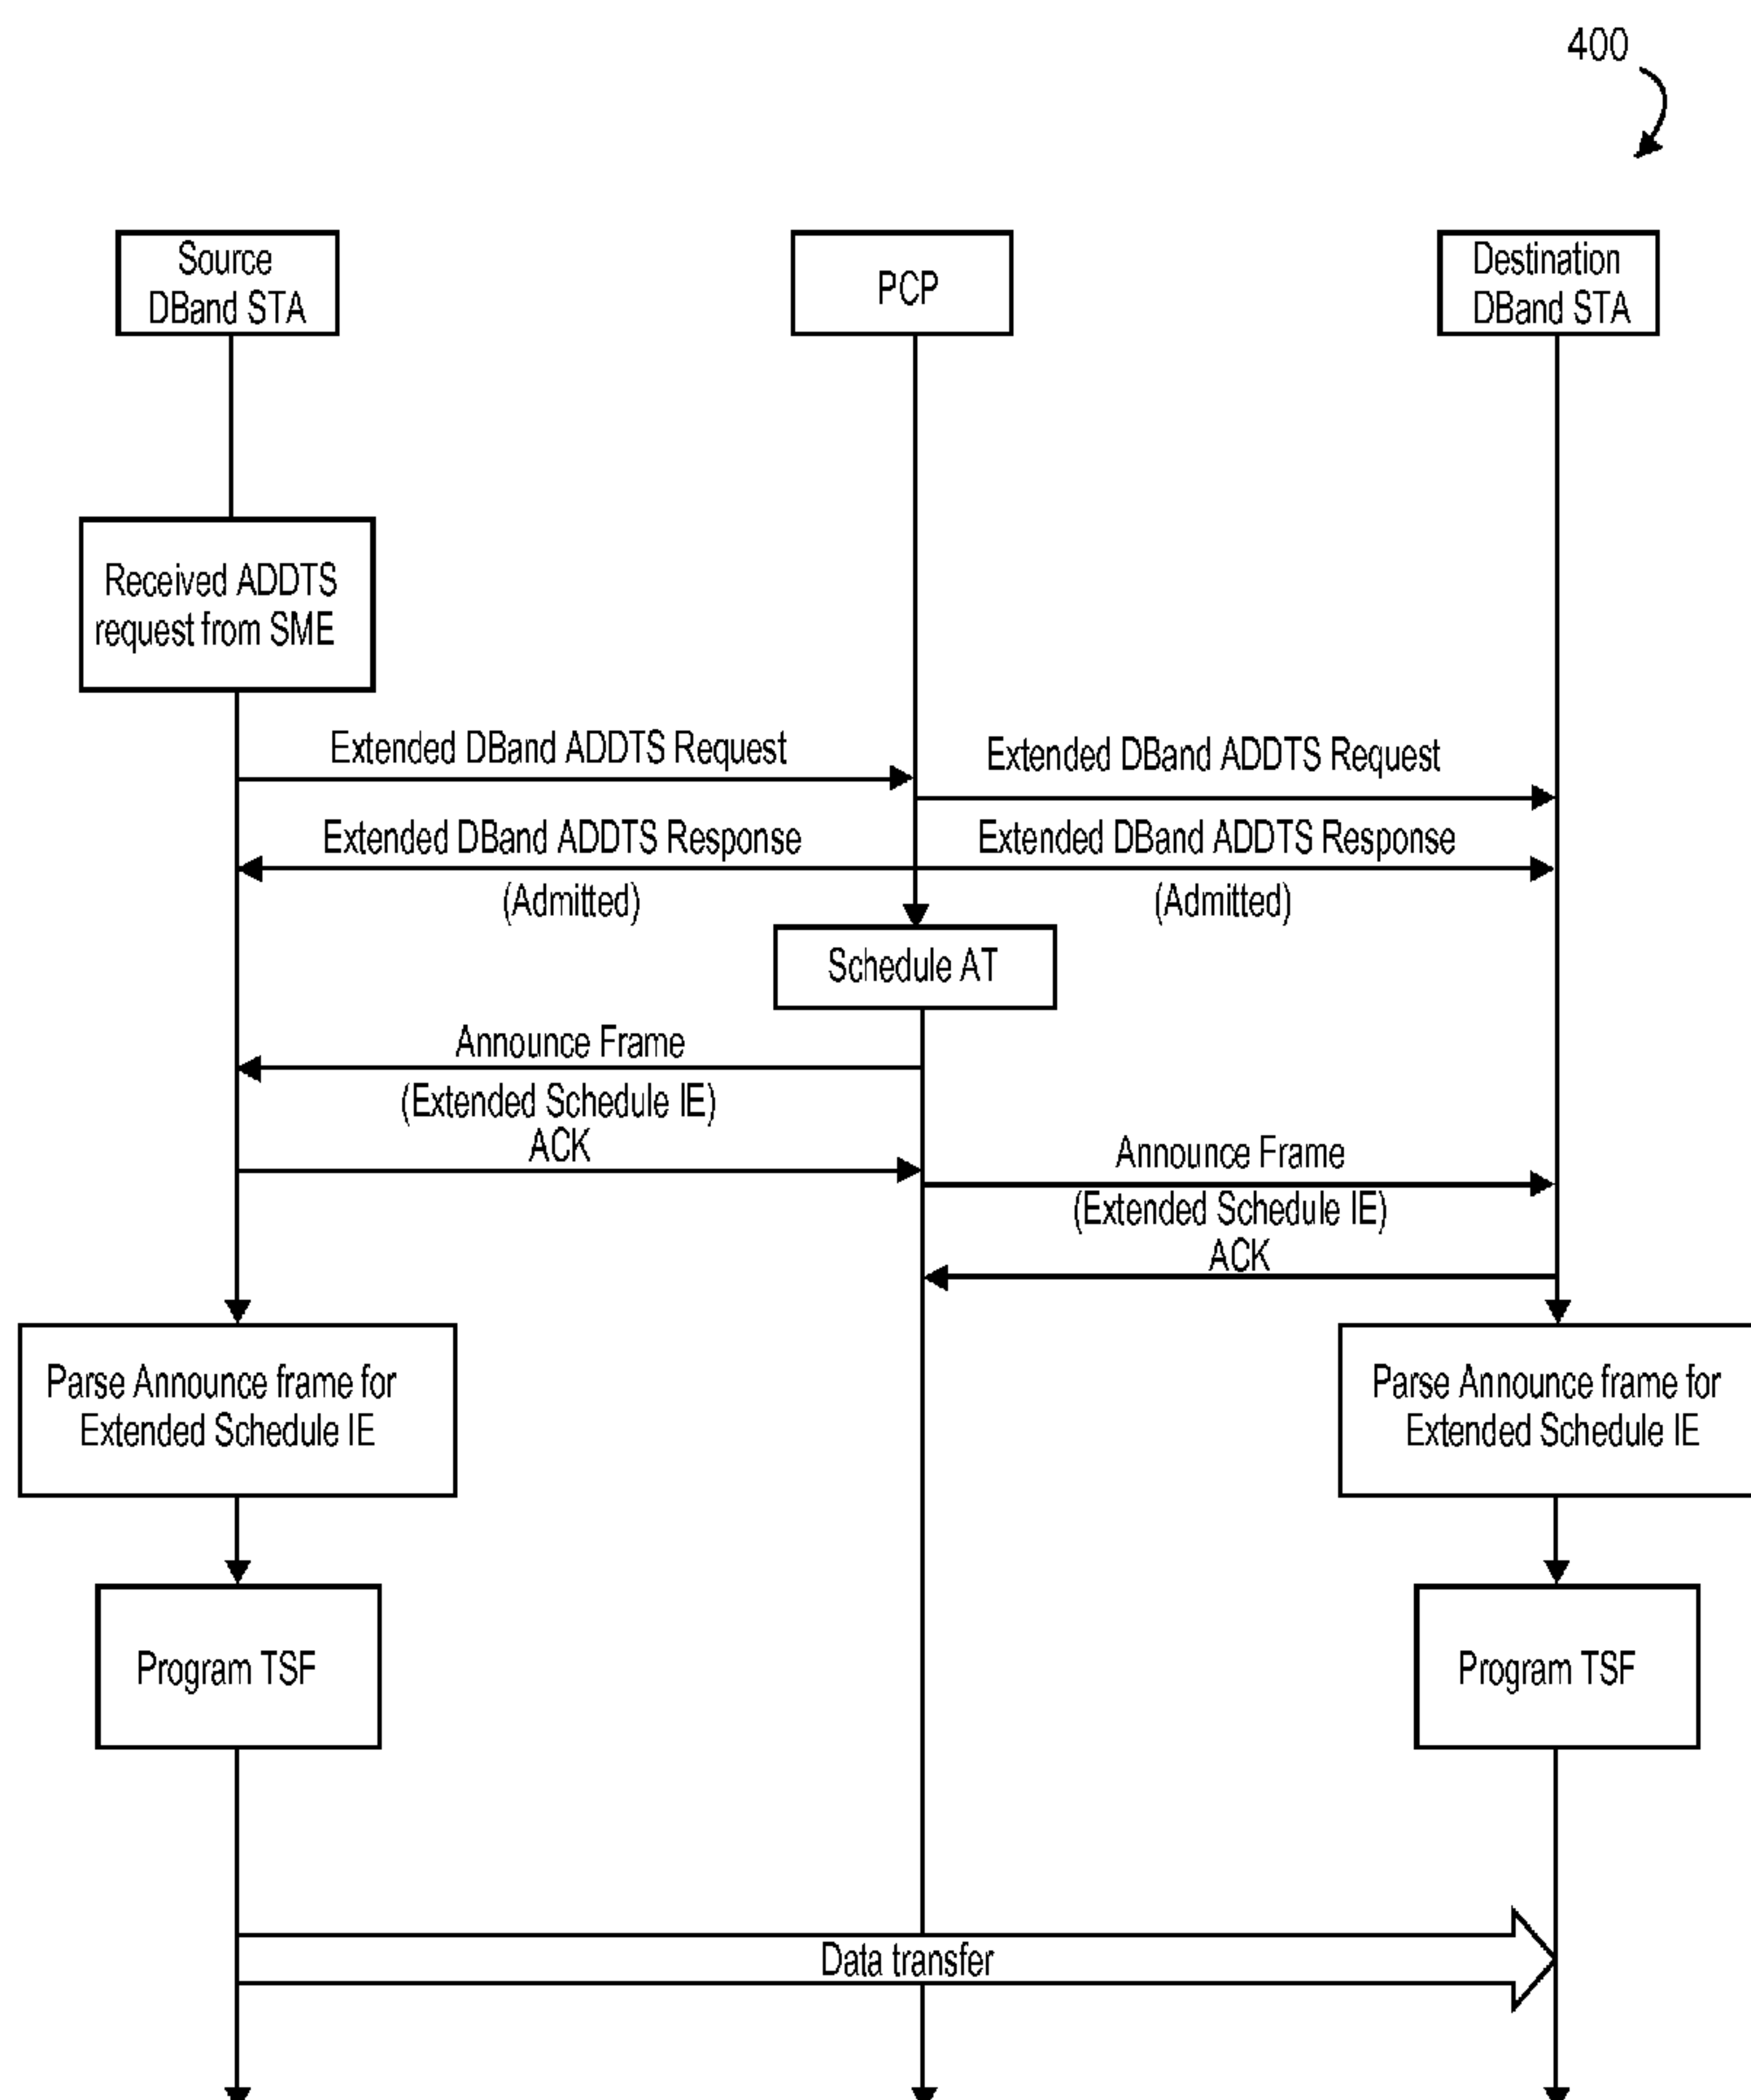 400
Source
DBand STA
PCP
Destination
DBand STA
Received ADDTS
request from SME
Extended DBand ADDTS Request
Extended DBand ADDTS Request
Extended DBand ADDTS Response
(Admitted)
Extended DBand ADDTS Response
(Admitted)
Schedule AT
Announce Frame
(Extended Schedule IE)
ACK
Announce Frame
(Extended Schedule IE)
ACK
Parse Announce frame for
Extended Schedule IE
Parse Announce frame for
Extended Schedule IE
Program TSF
Program TSF
Data transfer